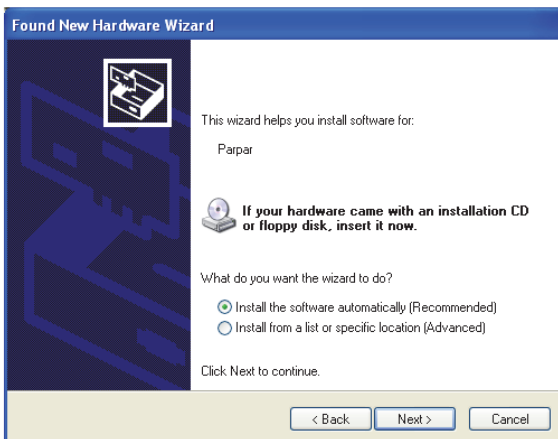 Found New Hardware Wizard
This wizard helps you install software for:
Parpar
If your hardware came with an installation CD
or floppy disk, insert it now.
What do you want the wizard to do?
Install the software automatically (Recommended)
Install from a list or specific location (Advanced)
Click Next to continue.
< Back Next > Cancel